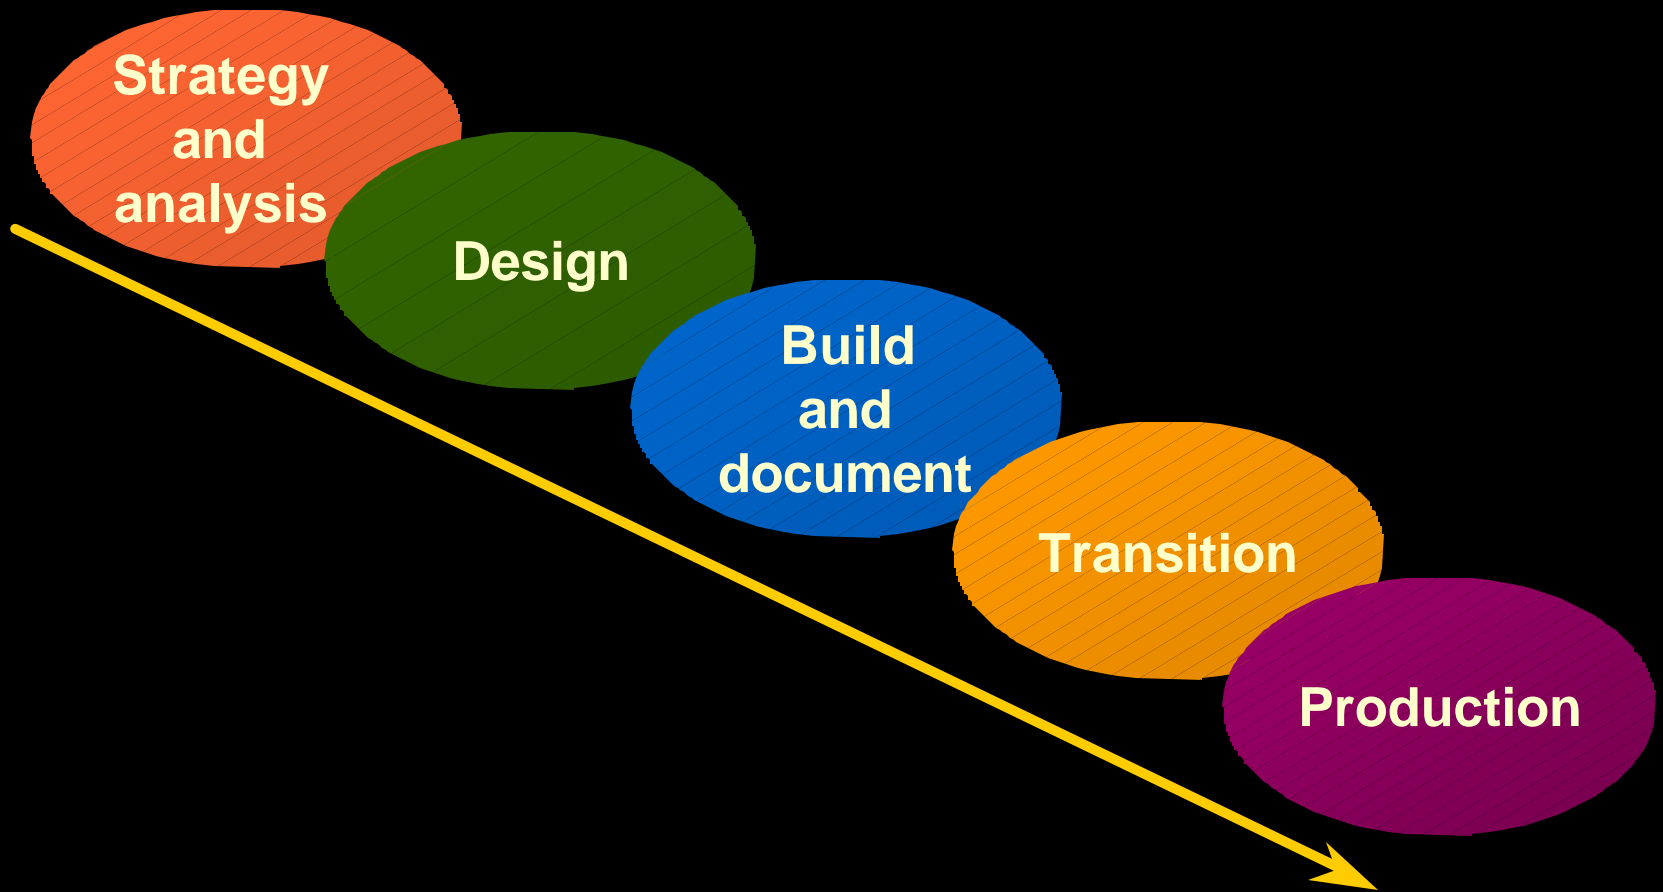 Strategy
and
analysis
Design
Build
and
document
Transition
Production